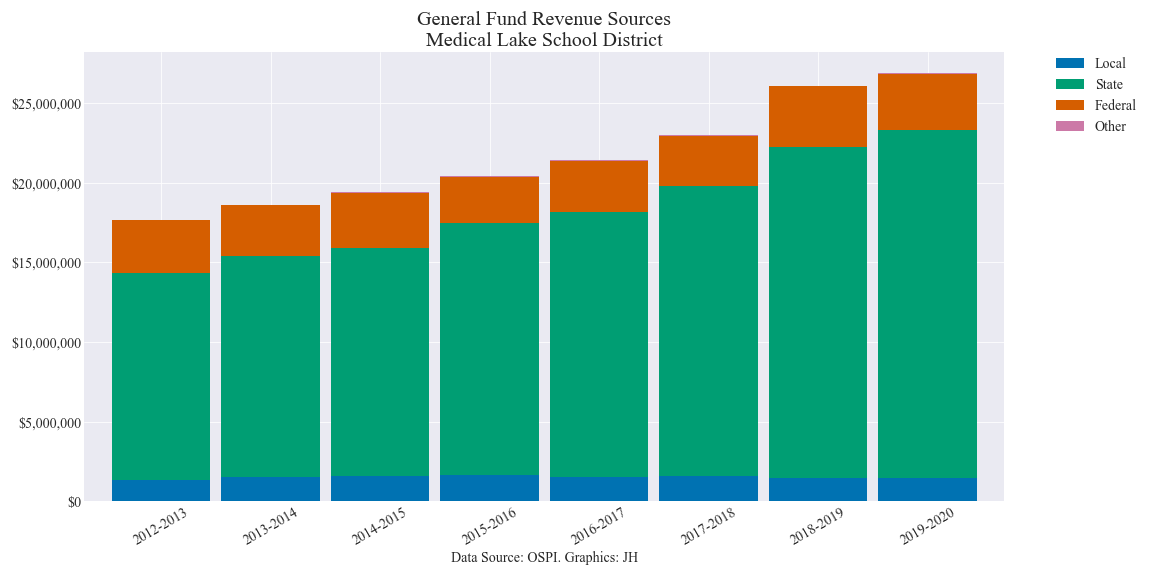 General Fund Revenue Sources
Medical Lake School District
Local
State
Federal
Other
$25,000,000
$20,000,000
$15,000,000
$10,000,000
$5,000,000
$0
2012-2013
2013-2014
2014-2015
2015-2016
2016-2017
2017-2018
2018-2019
2019-2020
Data Source: OSPI. Graphics: JH